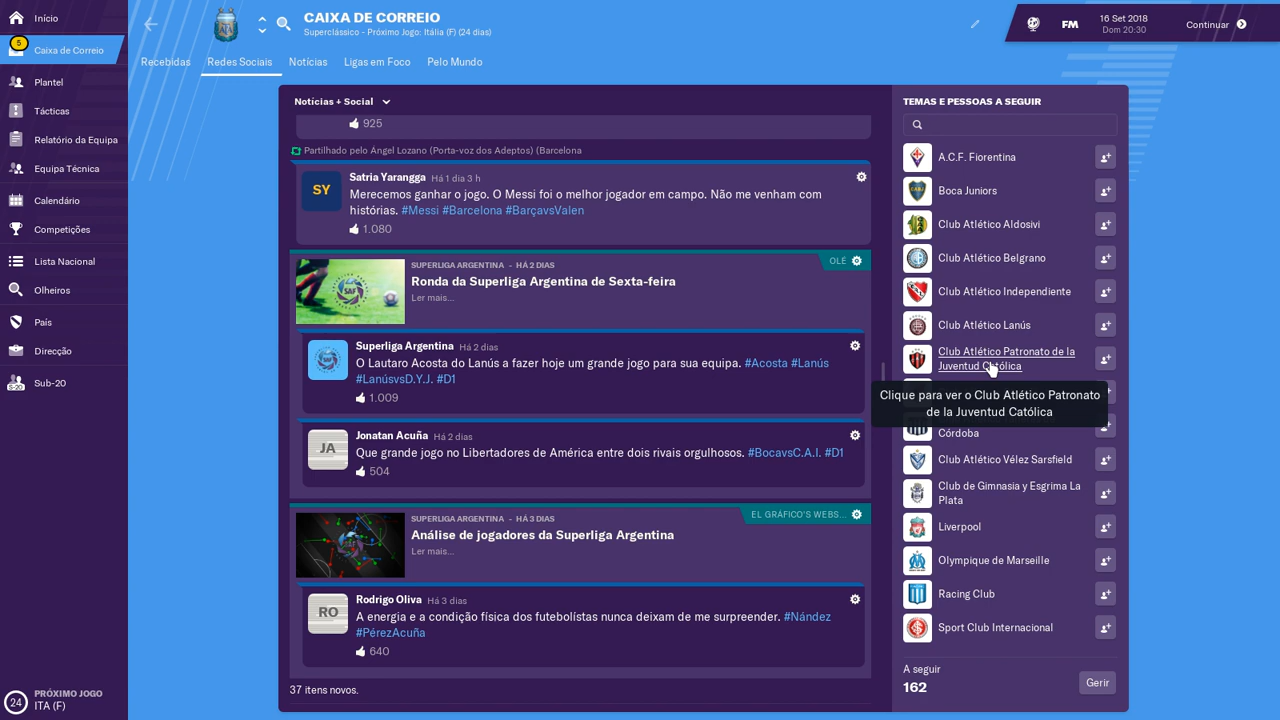 Início
5
Caixa de Correio
Plantel
Tácticas
Relatório da Equipa
Equipa Técnica
Calendário
Competições
Lista Nacional
Olheiros
País
Direcção
S-20
Sub-20
24
PRÓXIMO JOGO
ITA (F)
CAIXA DE CORREIO
Superclássico - Próximo Jogo: Itália (F) (24 dias)
FM
16 Set 2018
Dom 20:30
Continuar
Recebidas
Redes Sociais
Notícias
Ligas em Foco
Pelo Mundo
Notícias + Social
925
Partilhado pelo Ángel Lozano (Porta-voz dos Adeptos) (Barcelona
SY
Satria Yarangga Há 1 dia 3 h
Merecemos ganhar o jogo. O Messi foi o melhor jogador em campo. Não me venham com
histórias. #Messi #Barcelona #BarçavsValen
1.080
SUPERLIGA ARGENTINA - HÁ 2 DIAS
OLÉ
Ronda da Superliga Argentina de Sexta-feira
Ler mais...
Superliga Argentina Há 2 dias
O Lautaro Acosta do Lanús a fazer hoje um grande jogo para sua equipa. #Acosta #Lanús
#LanúsvsD.Y.J. #D1
1.009
JA
Jonatan Acuña Há 2 dias
Que grande jogo no Libertadores de América entre dois rivais orgulhosos. #BocavsC.A.I. #D1
504
SUPERLIGA ARGENTINA - HÁ 3 DIAS
EL GRÁFICO'S WEBS...
Análise de jogadores da Superliga Argentina
Ler mais...
RO
Rodrigo Oliva Há 3 dias
A energia e a condição física dos futebolístas nunca deixam de me surpreender. #Nández
#PérezAcuña
640
37 itens novos.
TEMAS E PESSOAS A SEGUIR
A.C.F. Fiorentina
Boca Juniors
Club Atlético Aldosivi
Club Atlético Belgrano
Club Atlético Independiente
Club Atlético Lanús
Club Atlético Patronato de la
Juventud Católica
Clique para ver o Club Atlético Patronato
de la Juventud Católica
Córdoba
Club Atlético Vélez Sarsfield
Club de Gimnasia y Esgrima La
Plata
Liverpool
Olympique de Marseille
Racing Club
Sport Club Internacional
A seguir
162
Gerir